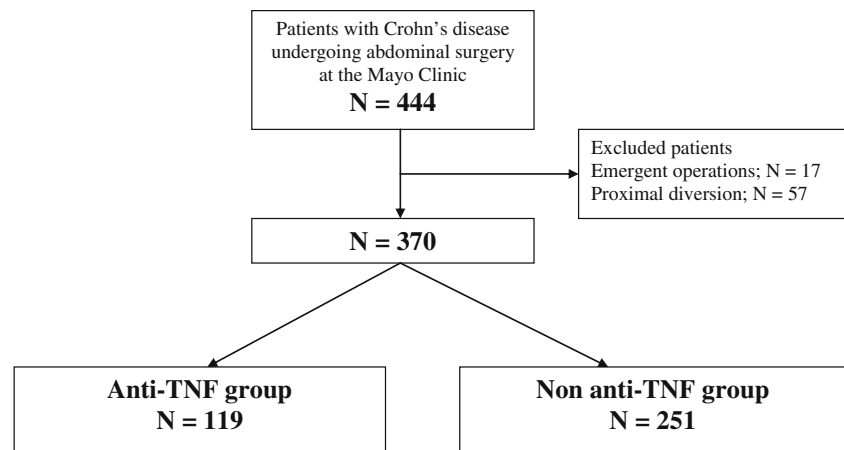 Patients with Crohn's disease
undergoing abdominal surgery
at the Mayo Clinic
N = 444
Excluded patients
Emergent operations; N = 17
Proximal diversion; N = 57
N = 370
Anti-TNF group
N = 119
Non anti-TNF group
N = 251